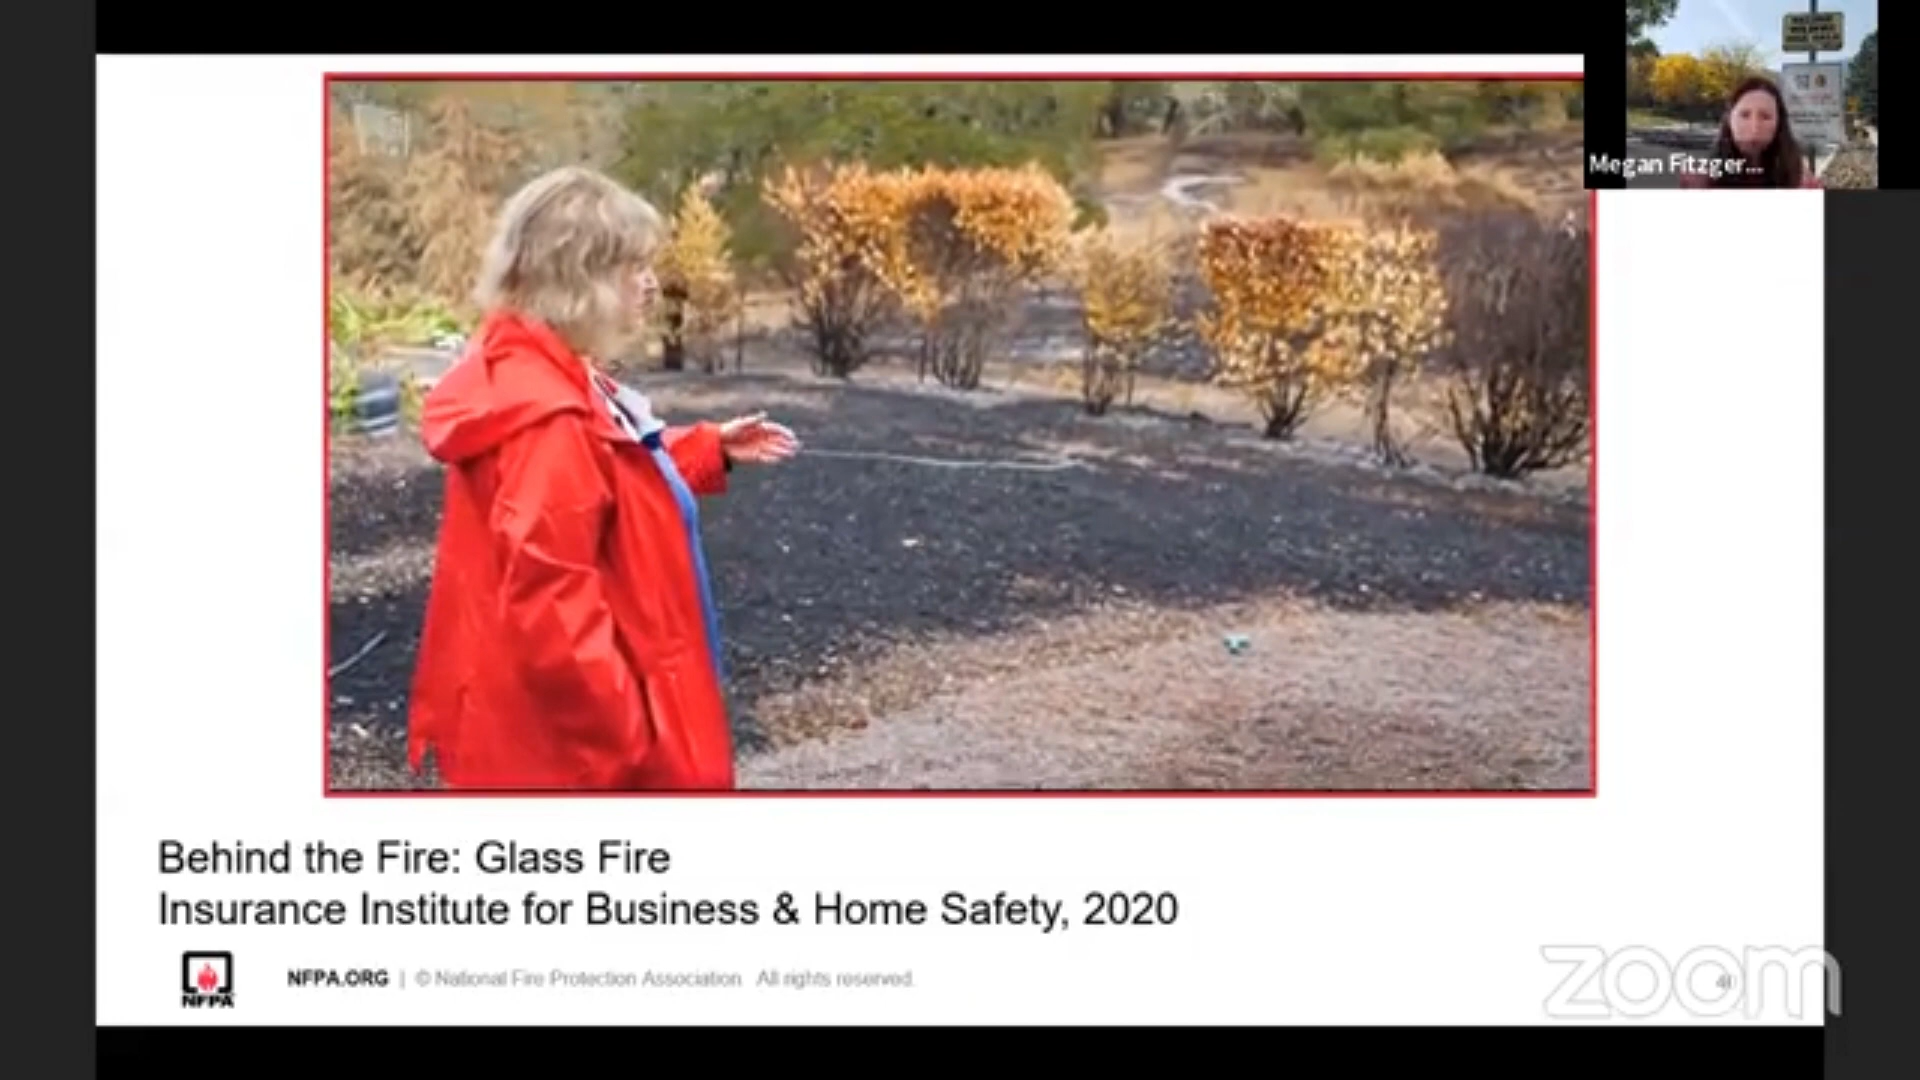 Megan Fitzger...
Behind the Fire: Glass Fire
Insurance Institute for Business & Home Safety, 2020
NFPA
NFPA.ORG | © National Fire Protection Association All rights reserved.
zoom